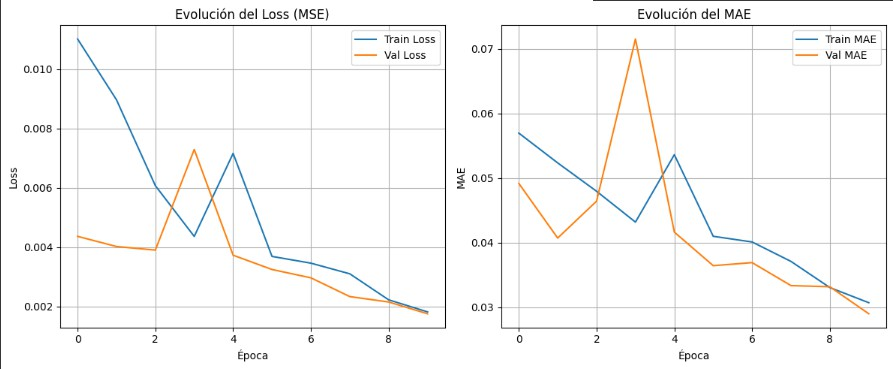 Evolución del Loss (MSE)
Train Loss
Val Loss
0.010
0.008
0.006
0.004
0.002
Loss
0
2
4
6
8
Época
Evolución del MAE
Train MAE
Val MAE
0.07
0.06
0.05
0.04
0.03
MAE
0
2
4
6
8
Época